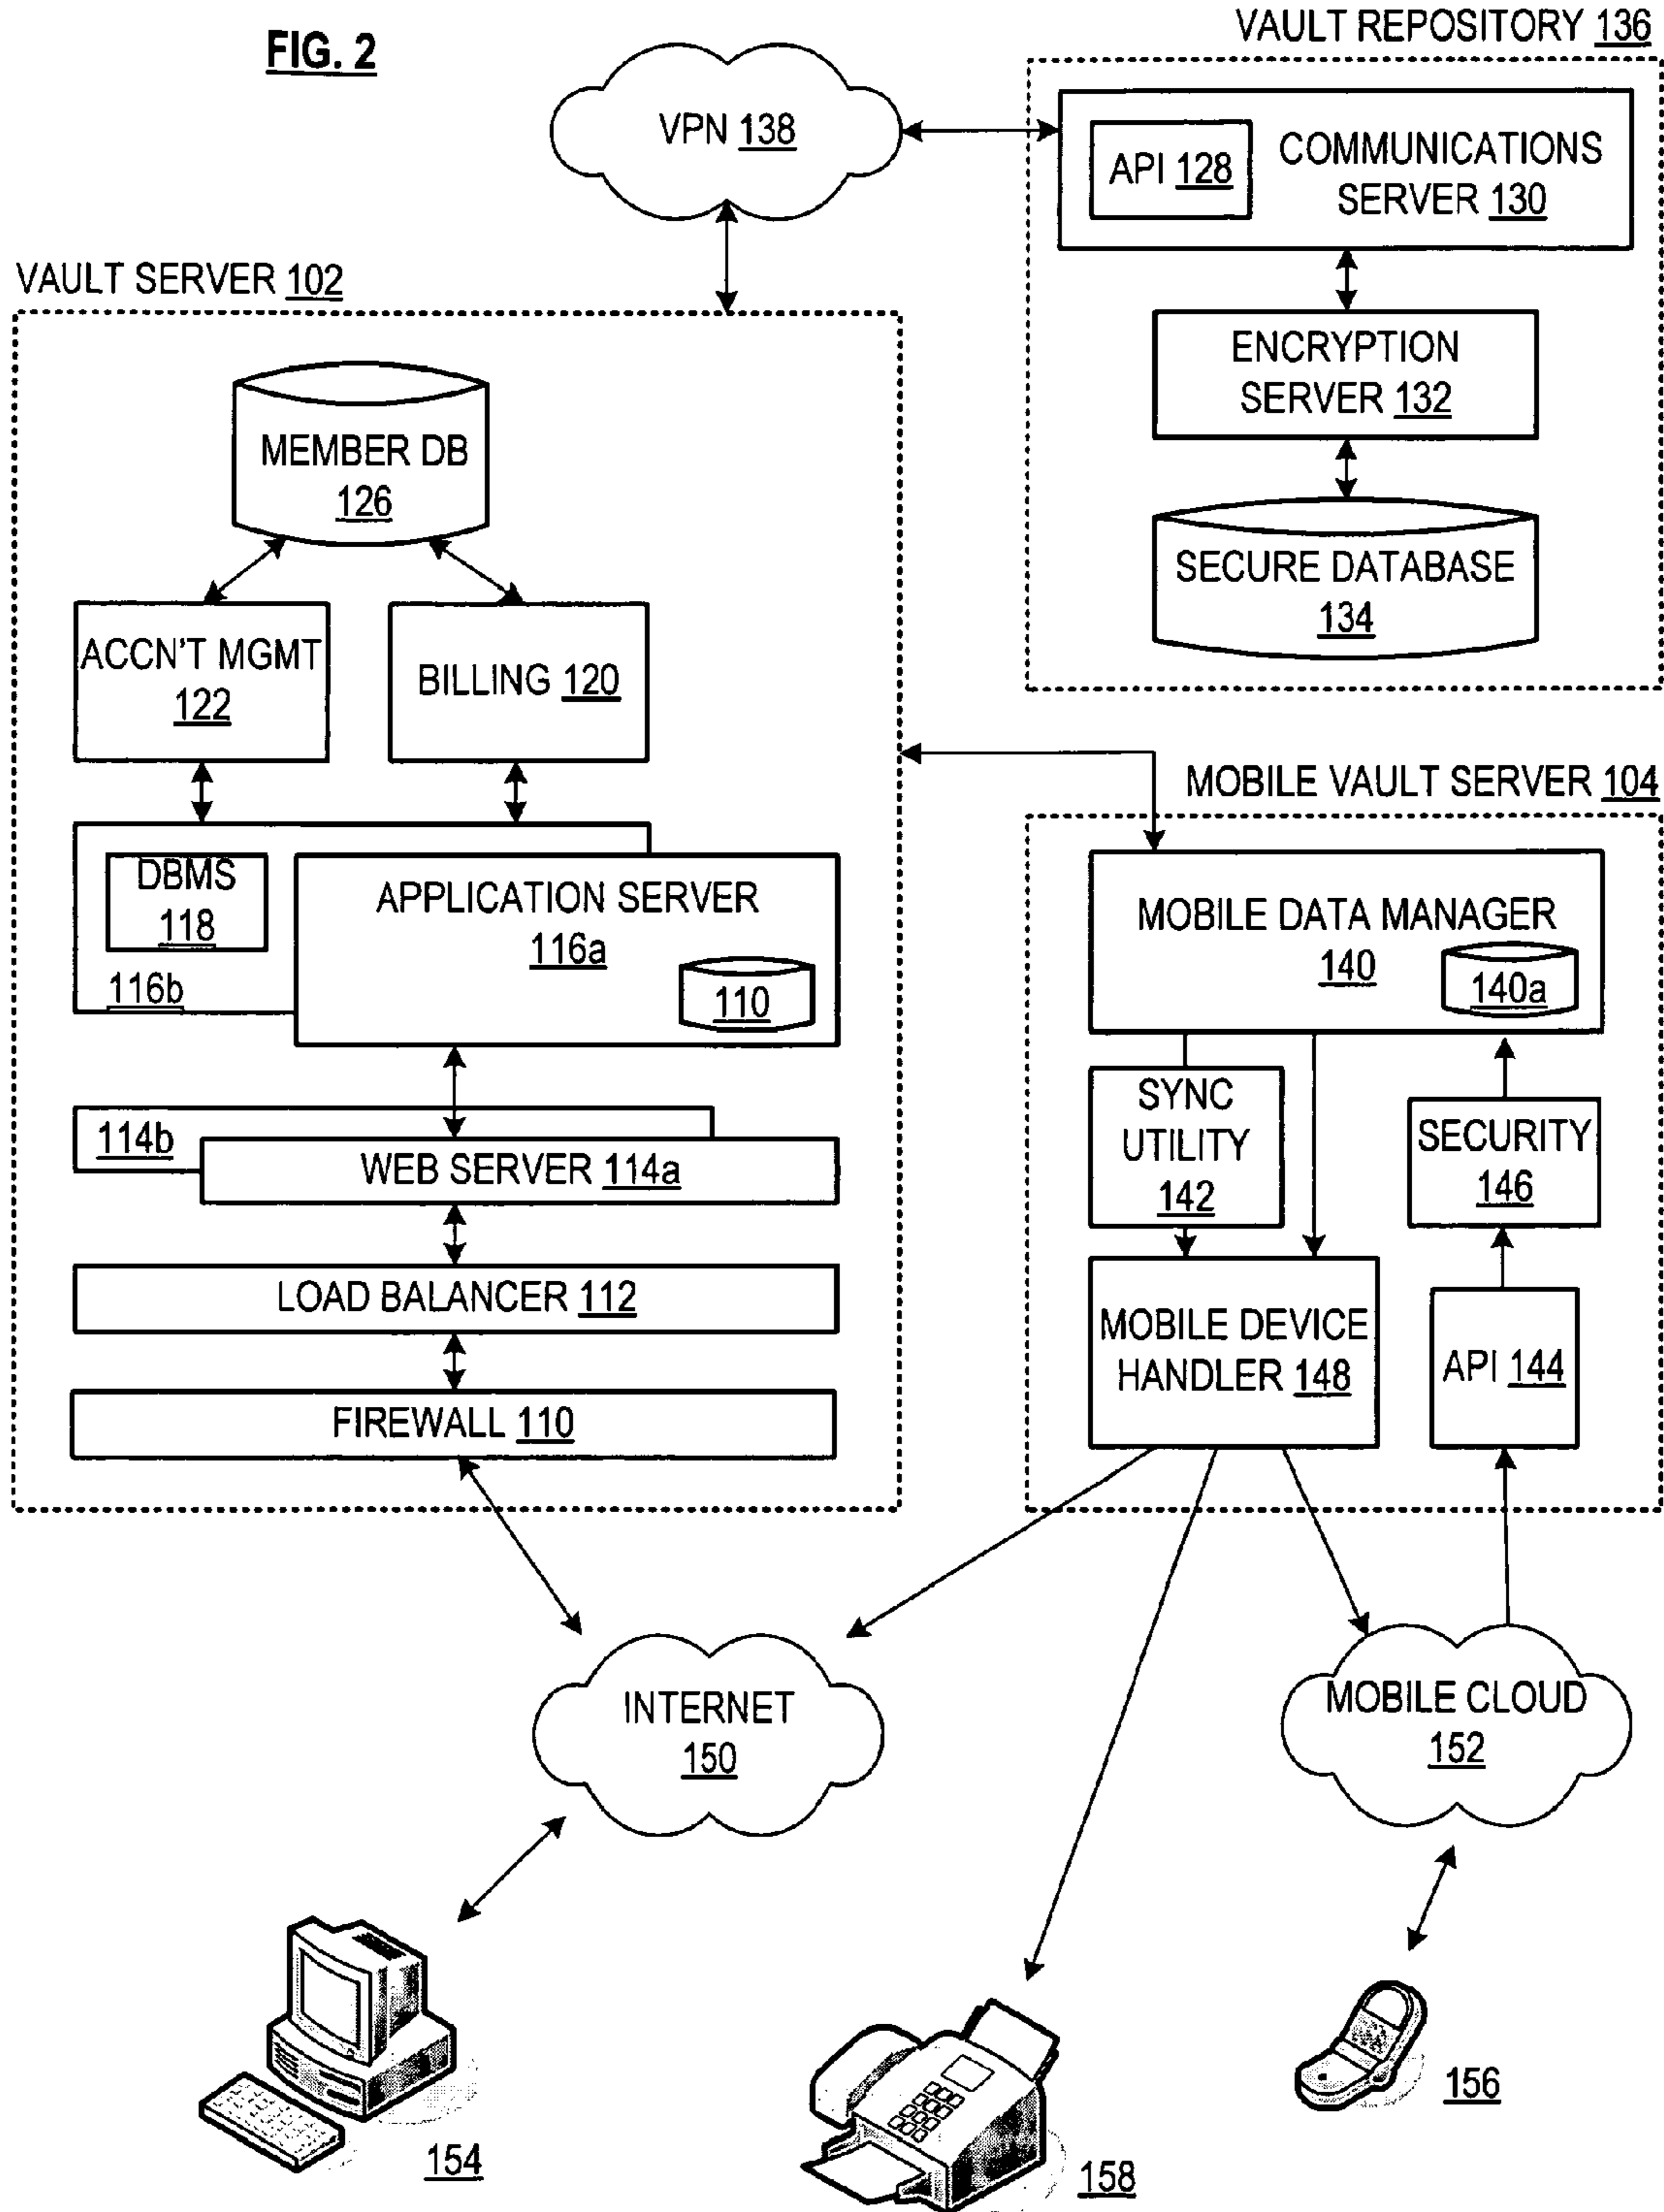 FIG. 2
VAULT REPOSITORY 136
VPN 138
API 128
COMMUNICATIONS
SERVER 130
ENCRYPTION
SERVER 132
SECURE DATABASE
134
VAULT SERVER 102
MEMBER DB
126
ACCN'T MGMT
122
BILLING 120
DBMS
118
116b
APPLICATION SERVER
116a
110
114b
WEB SERVER 114a
LOAD BALANCER 112
FIREWALL 110
MOBILE VAULT SERVER 104
MOBILE DATA MANAGER
140
140a
SYNC
UTILITY
142
SECURITY
146
MOBILE DEVICE
HANDLER 148
API 144
INTERNET
150
MOBILE CLOUD
152
154
158
156